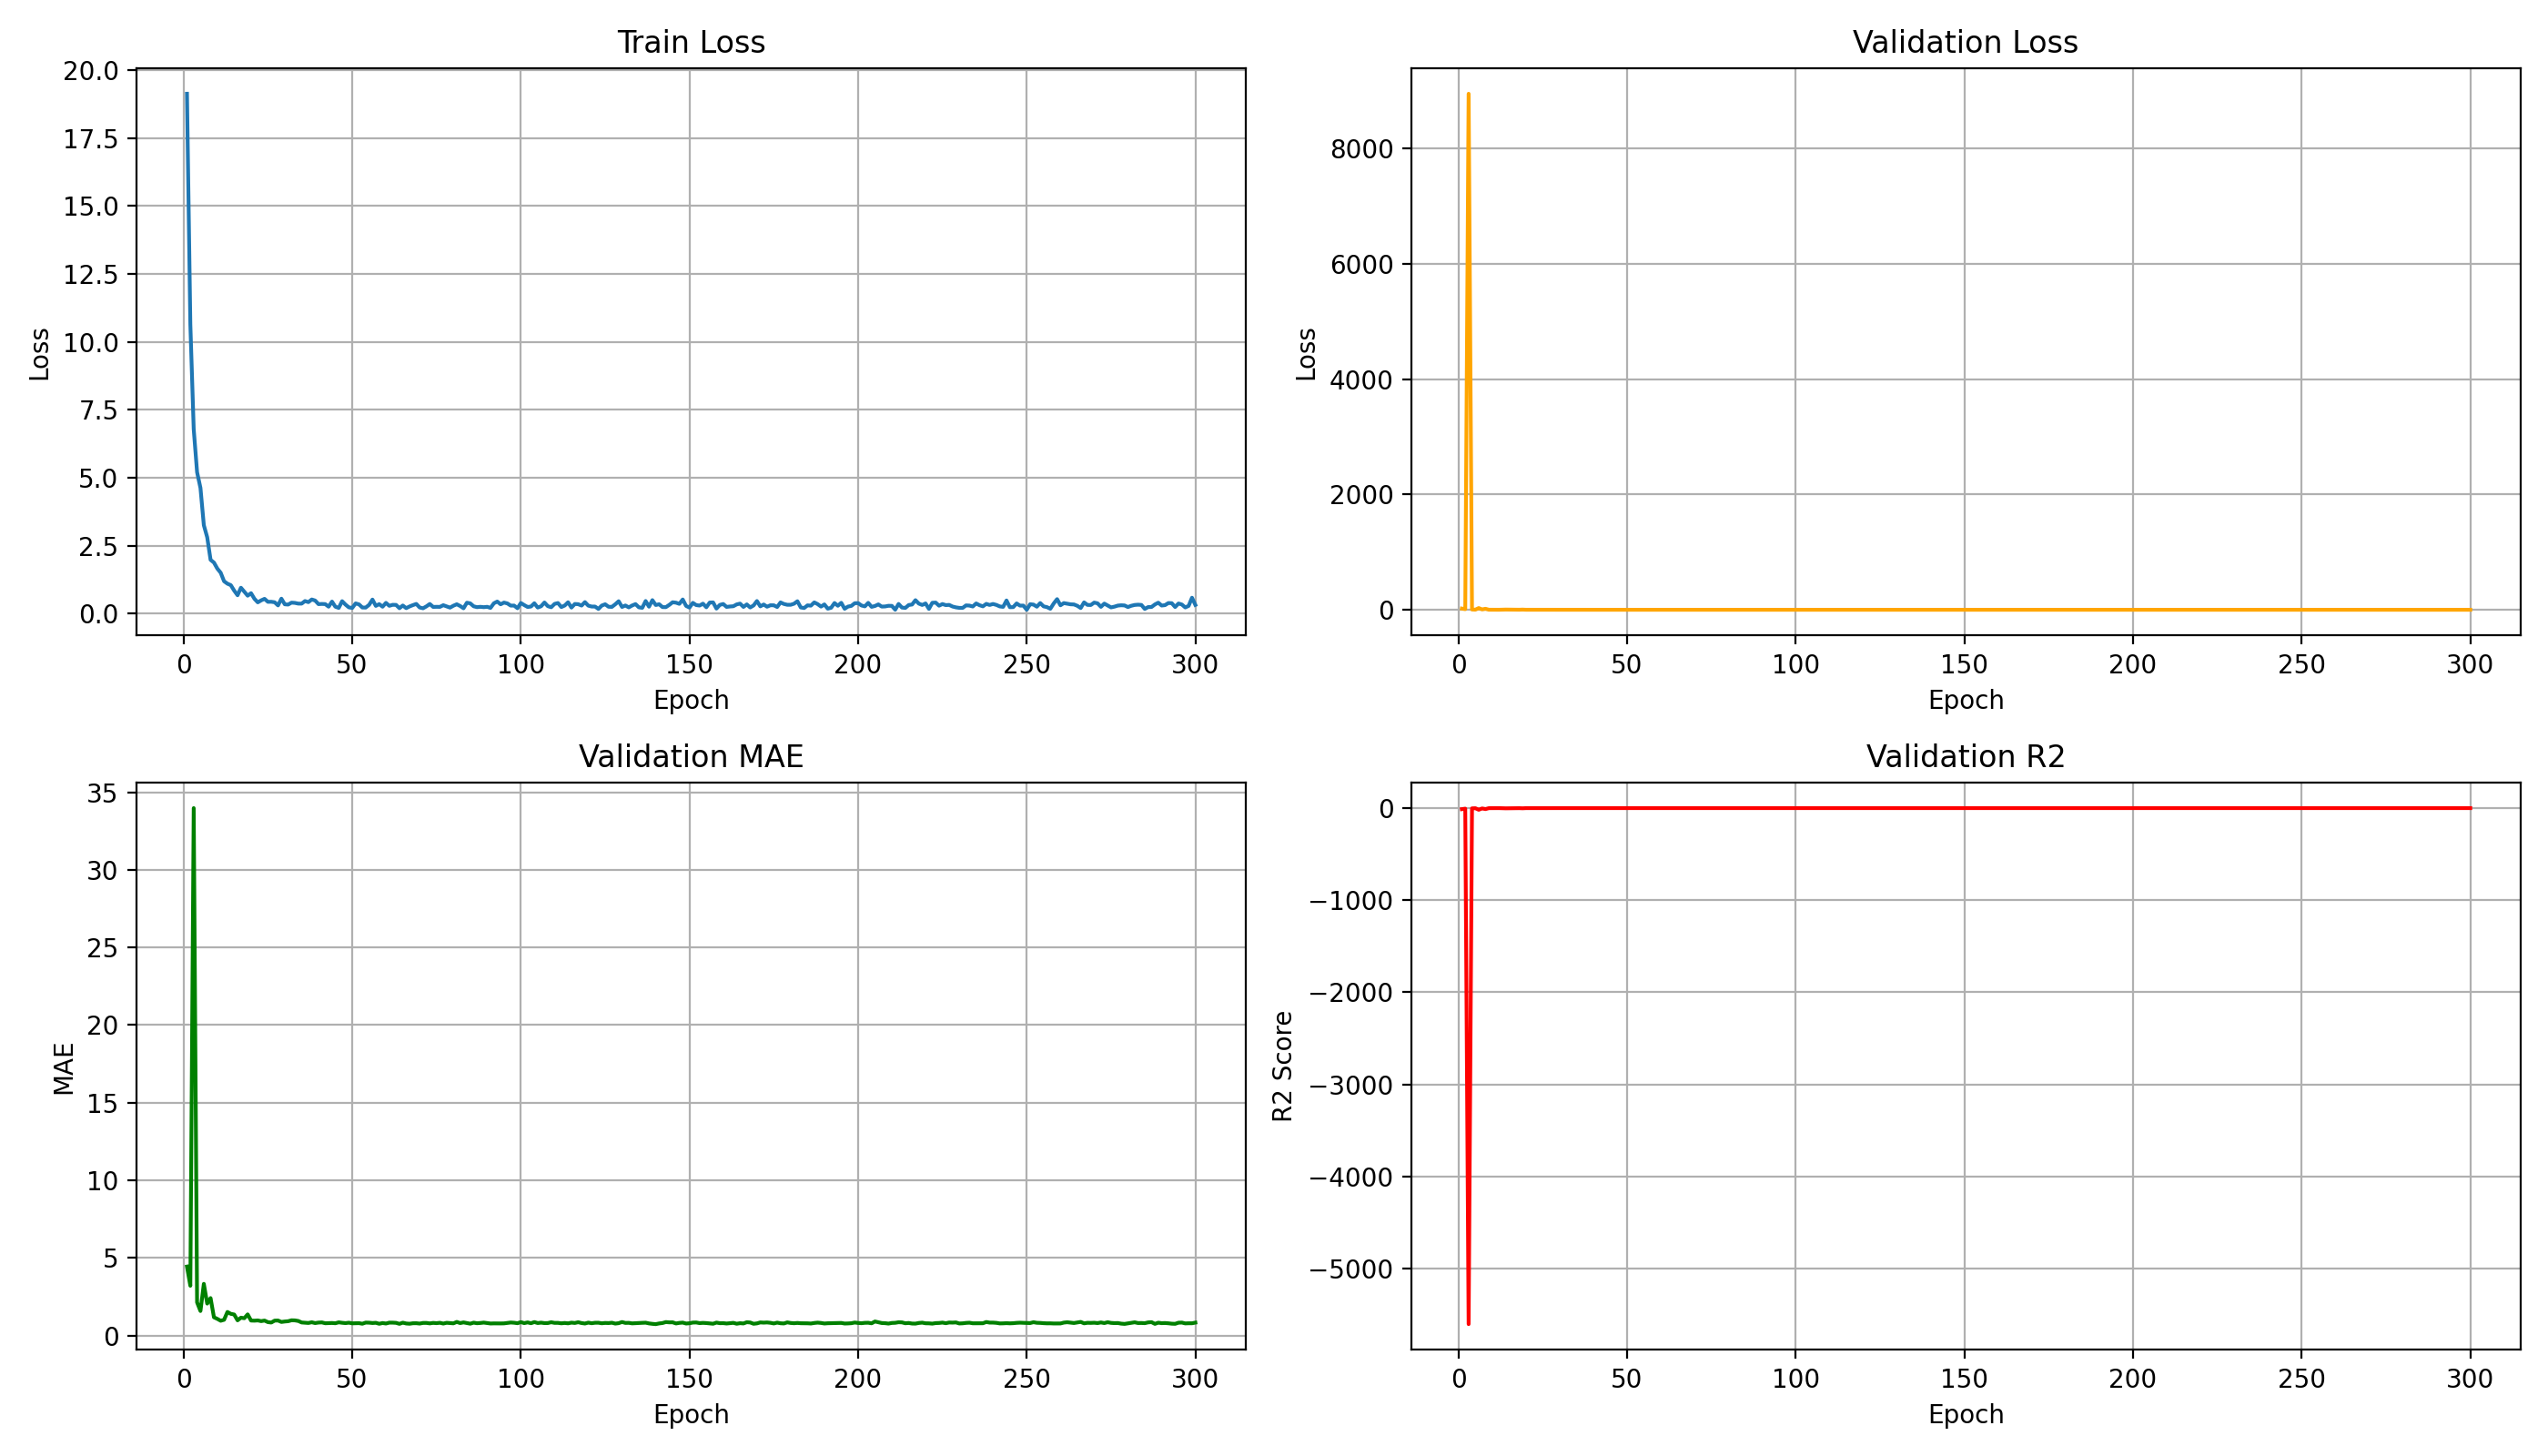 Train Loss
20.0
17.5
15.0
12.5
10.0
7.5
5.0
2.5
0.0
Loss
0 50 100 150 200 250 300
Epoch
Validation Loss
8000
6000
4000
2000
0
Loss
0 50 100 150 200 250 300
Epoch
Validation MAE
35
30
25
20
15
10
5
0
MAE
0 50 100 150 200 250 300
Epoch
Validation R2
0
−1000
−2000
−3000
−4000
−5000
R2 Score
0 50 100 150 200 250 300
Epoch